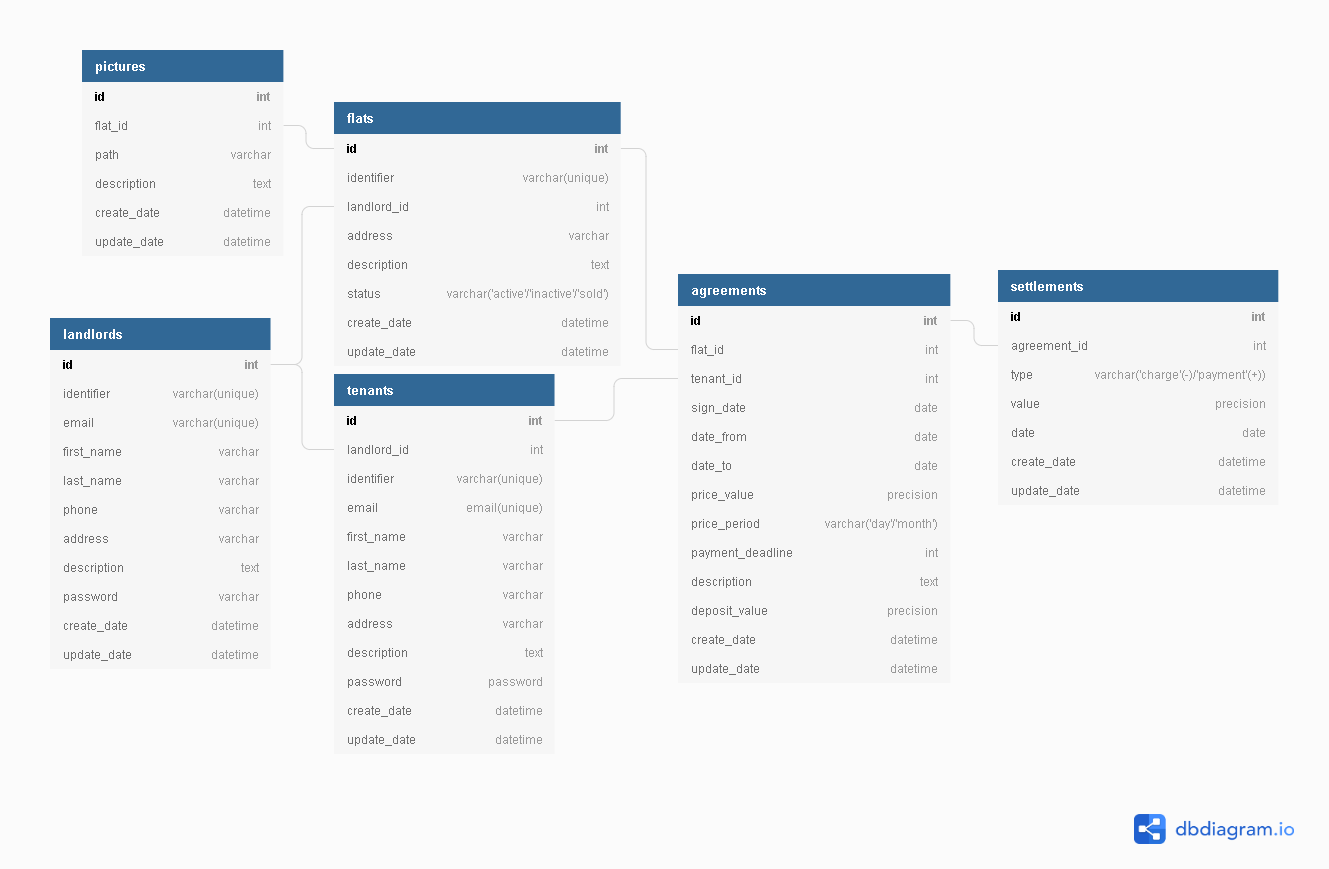 pictures
id int
flat_id int
path varchar
description text
create_date datetime
update_date datetime
flats
id int
identifier varchar(unique)
landlord_id int
address varchar
description text
status varchar('active'/'inactive'/'sold')
create_date datetime
update_date datetime
landlords
id int
identifier varchar(unique)
email varchar(unique)
first_name varchar
last_name varchar
phone varchar
address varchar
description text
password varchar
create_date datetime
update_date datetime
tenants
id int
landlord_id int
identifier varchar(unique)
email email(unique)
first_name varchar
last_name varchar
phone varchar
address varchar
description text
password password
create_date datetime
update_date datetime
agreements
id int
flat_id int
tenant_id int
sign_date date
date_from date
date_to date
price_value precision
price_period varchar('day'/'month')
payment_deadline int
description text
deposit_value precision
create_date datetime
update_date datetime
settlements
id int
agreement_id int
type varchar('charge'(-)/'payment'(+))
value precision
date date
create_date datetime
update_date datetime
dbdiagram.io